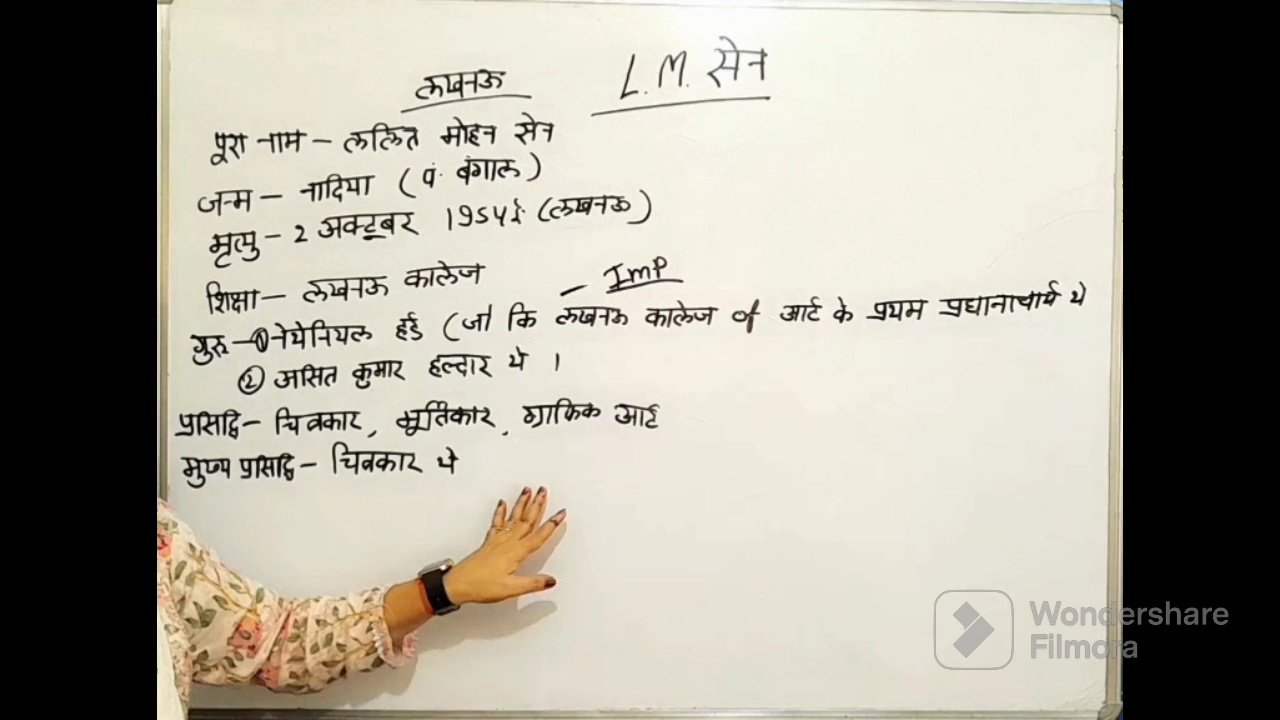 लखनऊ
L.M. सेन
पूरा नाम - ललित मोहन सेन
जन्म - नादिया (पं. बंगाल)
मृत्यु - 2 अक्टूबर 1954ई. (लखनऊ)
शिक्षा - लखनऊ कालेज
- Imp
गुरु - ① नेथेनियल हर्ड (जो कि लखनऊ कालेज of आर्ट के प्रथम प्रधानाचार्य थे
② असित कुमार हल्दार थे ।
प्रसिद्धि - चित्रकार, मूर्तिकार, ग्राफिक आर्ट
मुख्य प्रसिद्धि - चित्रकार थे
Wondershare
Filmora